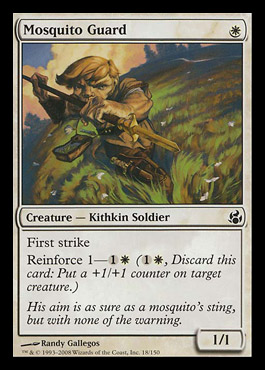 Mosquito Guard
Creature — Kithkin Soldier
First strike
Reinforce 1—1W (1W, Discard this
card: Put a +1/+1 counter on target
creature.)
His aim is as sure as a mosquito's sting,
but with none of the warning.
1/1
Randy Gallegos
™ & © 1993-2008 Wizards of the Coast, Inc. 18/150